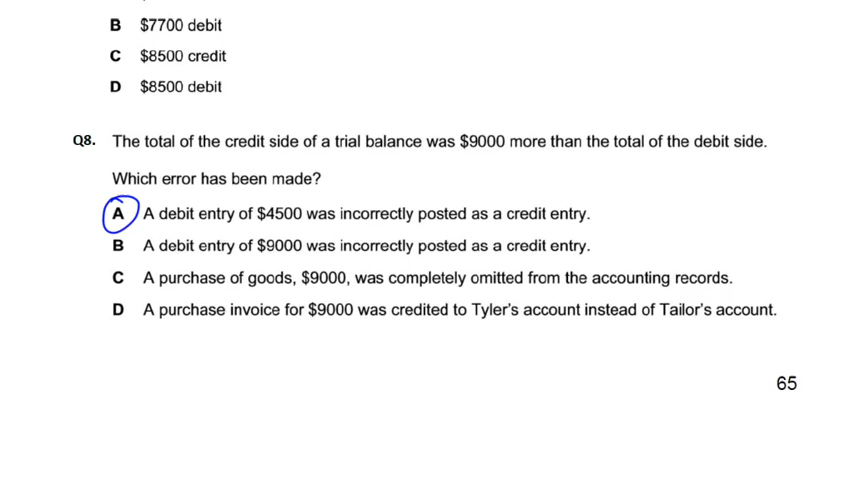 B $7700 debit
C $8500 credit
D $8500 debit
Q8. The total of the credit side of a trial balance was $9000 more than the total of the debit side.
Which error has been made?
A A debit entry of $4500 was incorrectly posted as a credit entry.
B A debit entry of $9000 was incorrectly posted as a credit entry.
C A purchase of goods, $9000, was completely omitted from the accounting records.
D A purchase invoice for $9000 was credited to Tyler's account instead of Tailor's account.
65